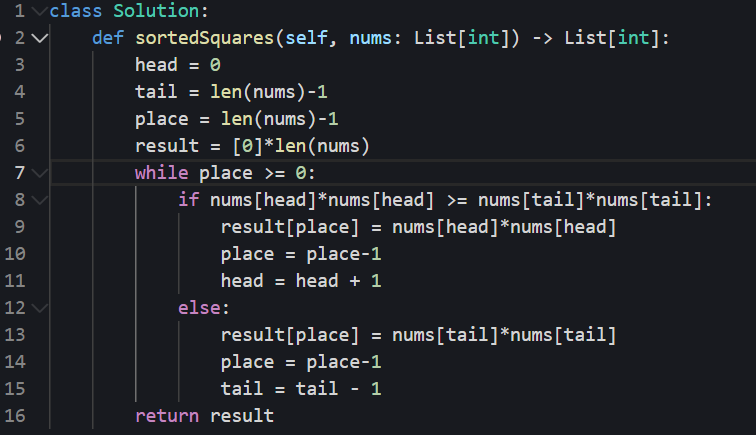 1 class Solution:
2 def sortedSquares(self, nums: List[int]) -> List[int]:
3 head = 0
4 tail = len(nums)-1
5 place = len(nums)-1
6 result = [0]*len(nums)
7 while place >= 0:
8 if nums[head]*nums[head] >= nums[tail]*nums[tail]:
9 result[place] = nums[head]*nums[head]
10 place = place-1
11 head = head + 1
12 else:
13 result[place] = nums[tail]*nums[tail]
14 place = place-1
15 tail = tail - 1
16 return result